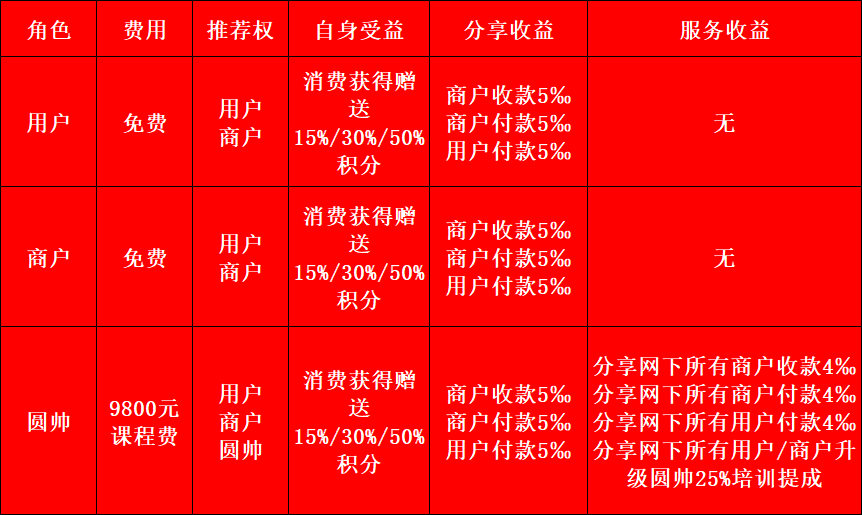 角色 费用 推荐权 自身受益 分享收益 服务收益
用户
免费
用户
商户
消费获得赠
送
15%/30%/50%
积分
商户收款5‰
商户付款5‰
用户付款5‰
无
商户
免费
用户
商户
消费获得赠
送
15%/30%/50%
积分
商户收款5‰
商户付款5‰
用户付款5‰
无
圆帅
9800元
课程费
用户
商户
圆帅
消费获得赠
送
15%/30%/50%
积分
商户收款5‰
商户付款5‰
用户付款5‰
分享网下所有商户收款4‰
分享网下所有商户付款4‰
分享网下所有用户付款4‰
分享网下所有用户/商户升
级圆帅25%培训提成